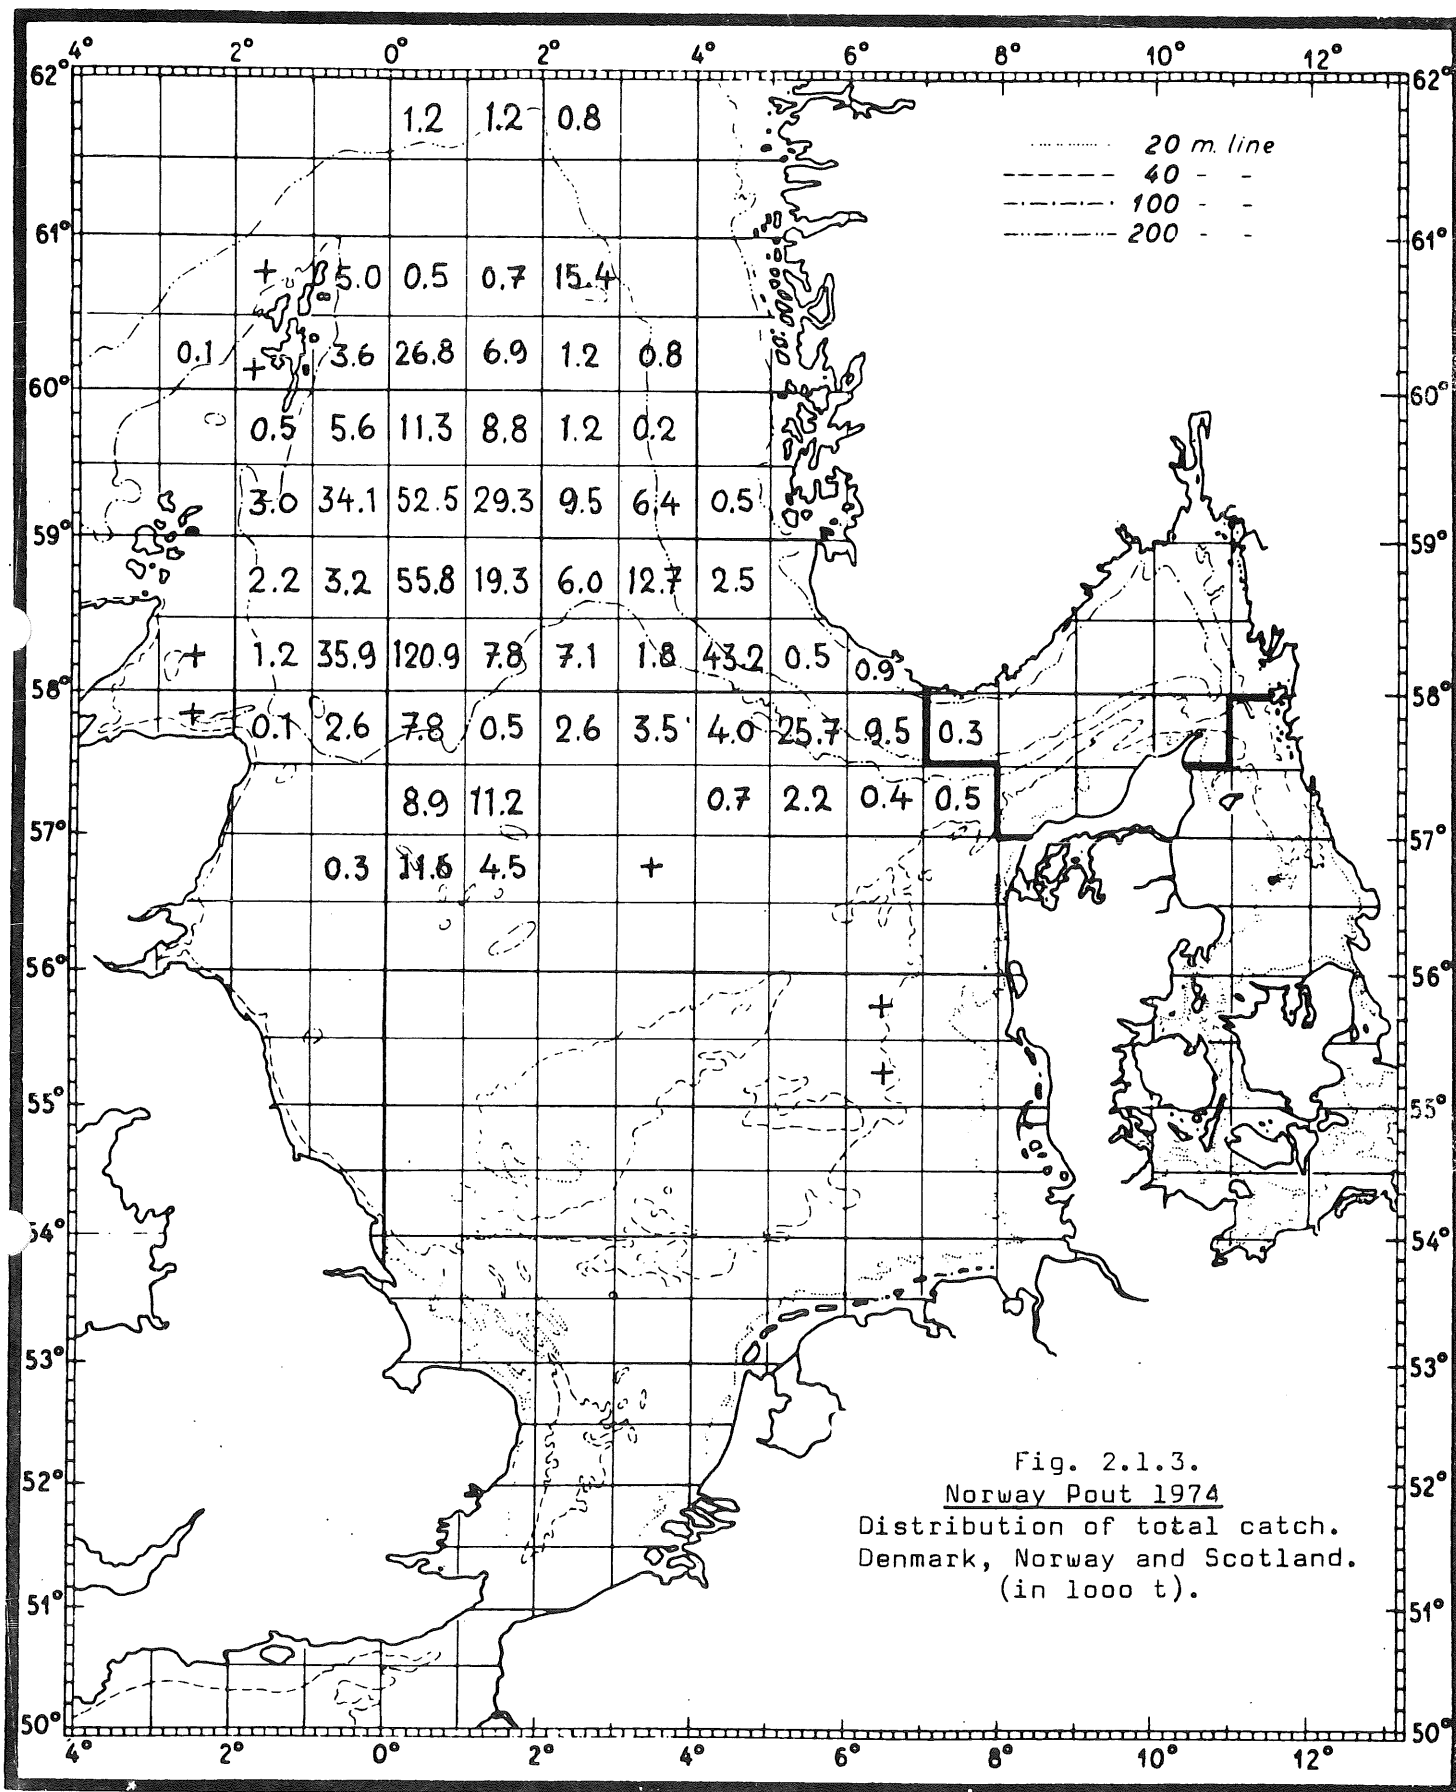 4° 2° 0° 2° 4° 6° 8° 10° 12°
62° 62°
1.2 1.2 0.8
20 m. line
40 - -
100 - -
200 - -
61° 61°
+ 5.0 0.5 0.7 15.4
0.1 + 3.6 26.8 6.9 1.2 0.8
60° 60°
0.5 5.6 11.3 8.8 1.2 0.2
3.0 34.1 52.5 29.3 9.5 6.4 0.5
59° 59°
2.2 3.2 55.8 19.3 6.0 12.7 2.5
+ 1.2 35.9 120.9 7.8 7.1 1.8 43.2 0.5 0.9
58° 58°
+ 0.1 2.6 7.8 0.5 2.6 3.5 4.0 25.7 9.5 0.3
8.9 11.2 0.7 2.2 0.4 0.5
57° 57°
0.3 11.6 4.5 +
56° 56°
+
+
55° 55°
54° 54°
53° 53°
Fig. 2.1.3.
52° 52°
Norway Pout 1974
Distribution of total catch.
Denmark, Norway and Scotland.
(in 1000 t).
51° 51°
50° 50°
4° 2° 0° 2° 4° 6° 8° 10° 12°